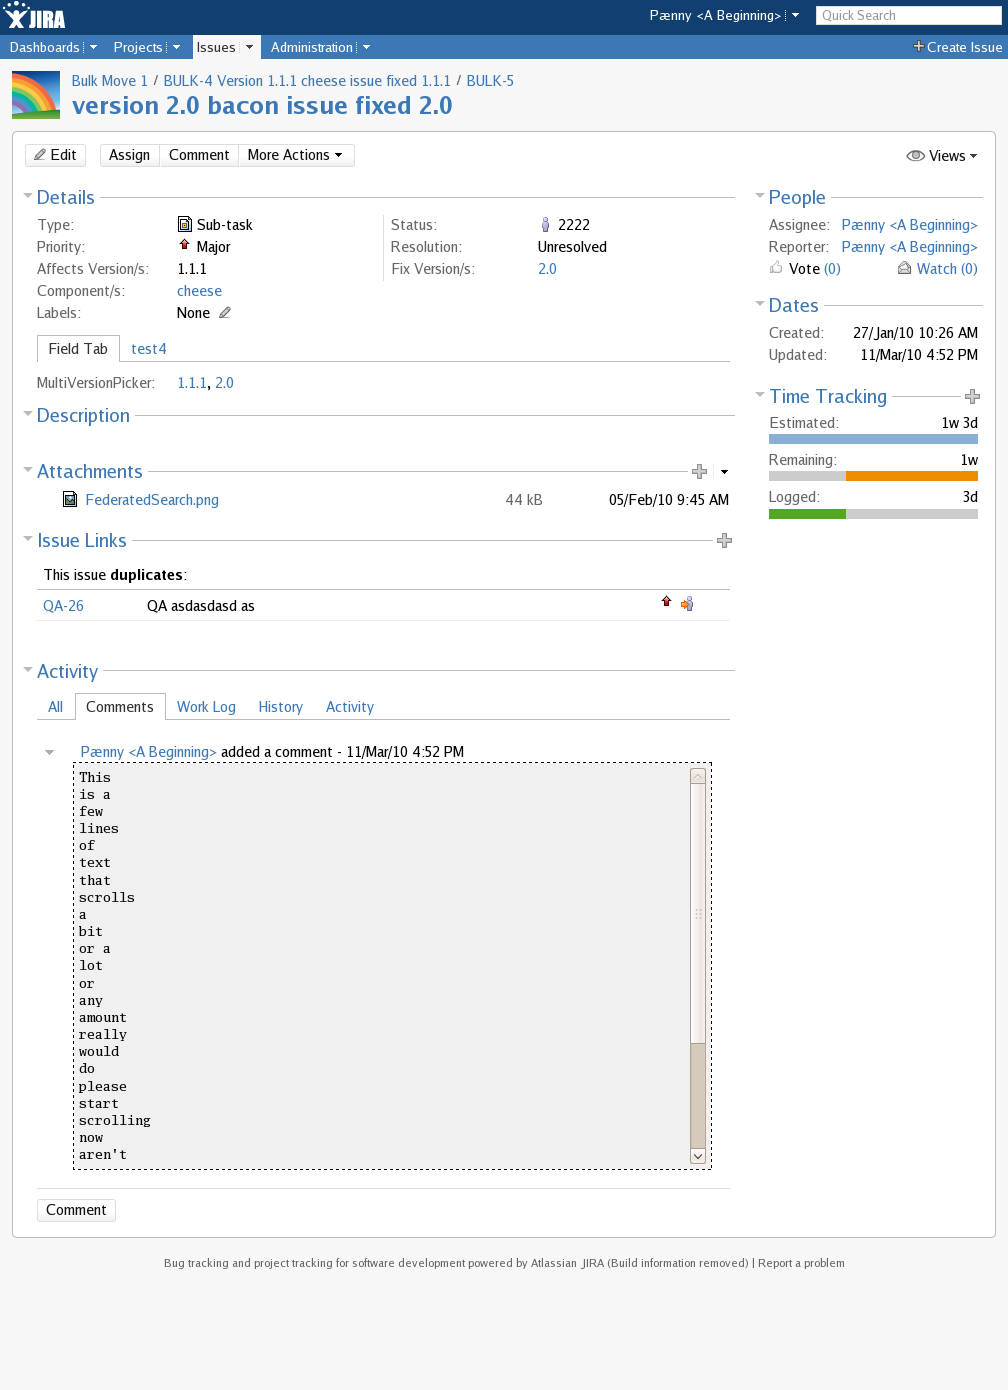 JIRA
Pænny <A Beginning>
Quick Search
Dashboards Projects Issues Administration
Create Issue
Bulk Move 1 / BULK-4 Version 1.1.1 cheese issue fixed 1.1.1 / BULK-5
version 2.0 bacon issue fixed 2.0
Edit Assign Comment More Actions
Views
Details
Type: Sub-task
Status: 2222
Priority: Major
Resolution: Unresolved
Affects Version/s: 1.1.1
Fix Version/s: 2.0
Component/s: cheese
Labels: None
Field Tab test4
MultiVersionPicker: 1.1.1, 2.0
Description
Attachments
FederatedSearch.png 44 kB 05/Feb/10 9:45 AM
Issue Links
This issue duplicates:
QA-26 QA asdasdasd as
Activity
All Comments Work Log History Activity
Pænny <A Beginning> added a comment - 11/Mar/10 4:52 PM
This
is a
few
lines
of
text
that
scrolls
a
bit
or a
lot
or
any
amount
really
would
do
please
start
scrolling
now
aren't
Comment
People
Assignee: Pænny <A Beginning>
Reporter: Pænny <A Beginning>
Vote (0) Watch (0)
Dates
Created: 27/Jan/10 10:26 AM
Updated: 11/Mar/10 4:52 PM
Time Tracking
Estimated: 1w 3d
Remaining: 1w
Logged: 3d
Bug tracking and project tracking for software development powered by Atlassian JIRA (Build information removed) | Report a problem